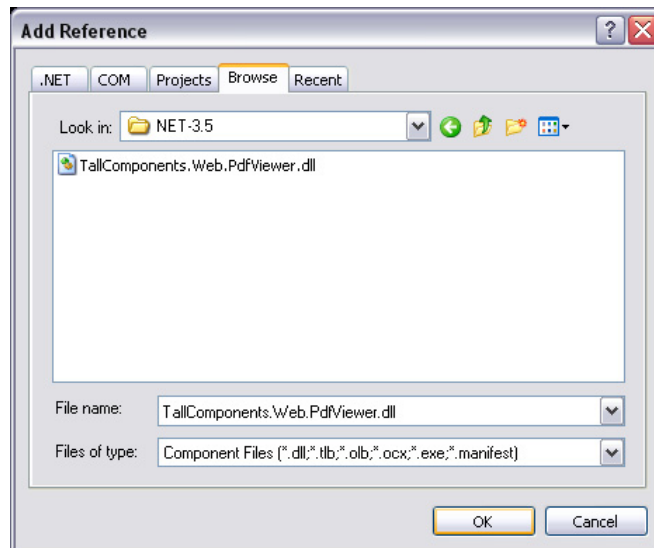 Add Reference
.NET COM Projects Browse Recent
Look in: NET-3.5
TallComponents.Web.PdfViewer.dll
File name: TallComponents.Web.PdfViewer.dll
Files of type: Component Files (*.dll;*.tlb;*.olb;*.ocx;*.exe;*.manifest)
OK Cancel